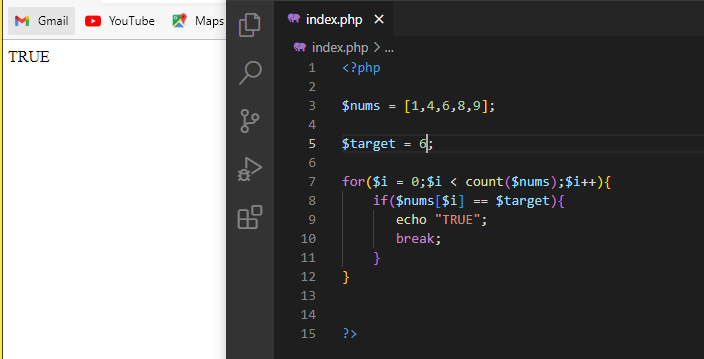 Gmail YouTube Maps
TRUE
index.php
index.php > ...
1 <?php
2
3 $nums = [1,4,6,8,9];
4
5 $target = 6;
6
7 for($i = 0;$i < count($nums);$i++){
8     if($nums[$i] == $target){
9        echo "TRUE";
10        break;
11     }
12 }
13
14
15 ?>